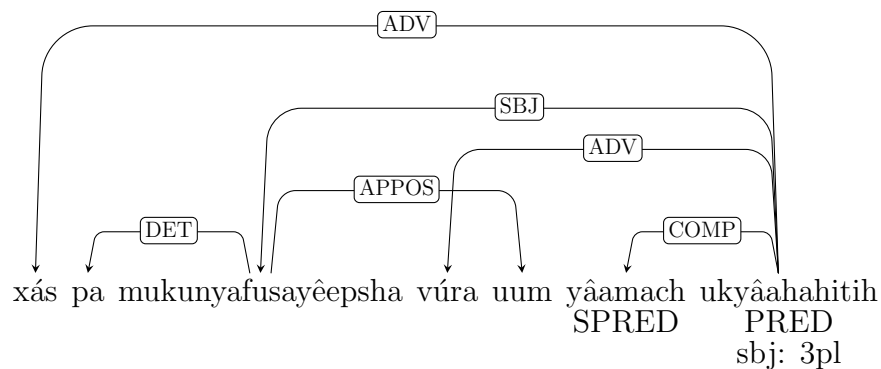 ADV
SBJ
ADV
APPOS
DET COMP
xás pa mukunyafusayêepsha vúra uum yâamach ukyâahahitih
SPRED PRED
sbj: 3pl